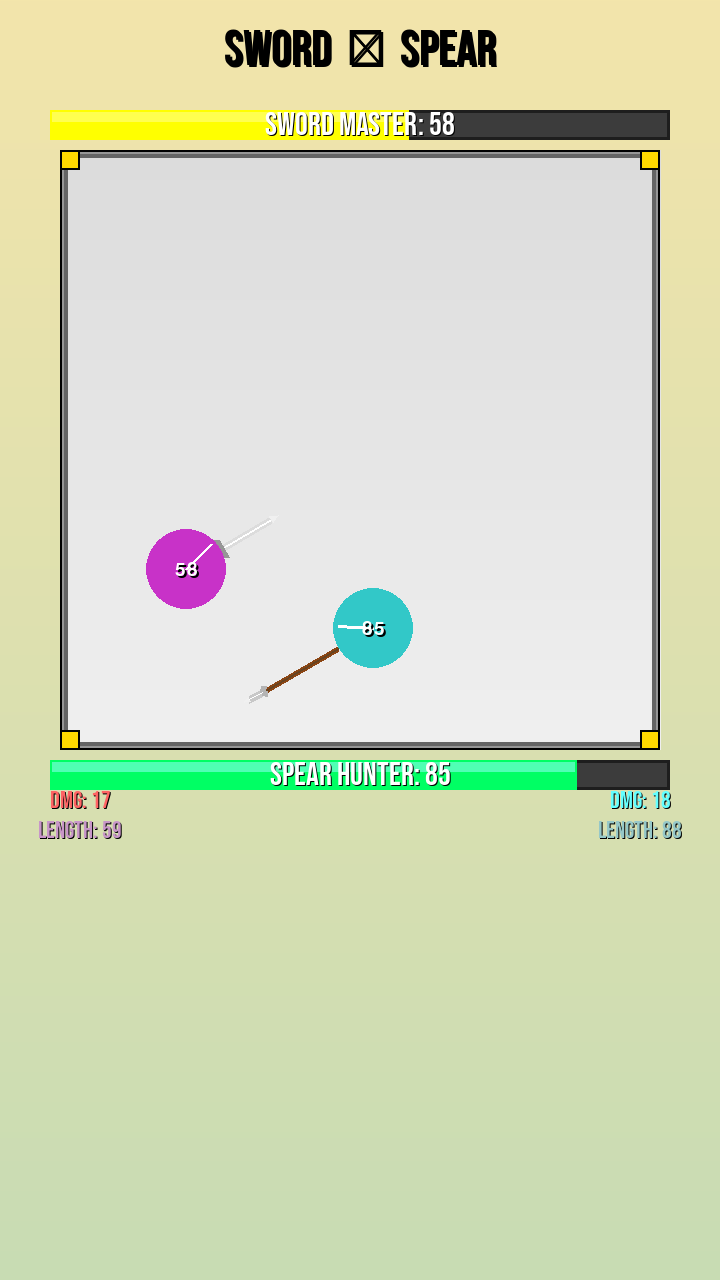 SWORD SPEAR
SWORD MASTER: 58
58
85
SPEAR HUNTER: 85
DMG: 17
DMG: 18
LENGTH: 59
LENGTH: 88